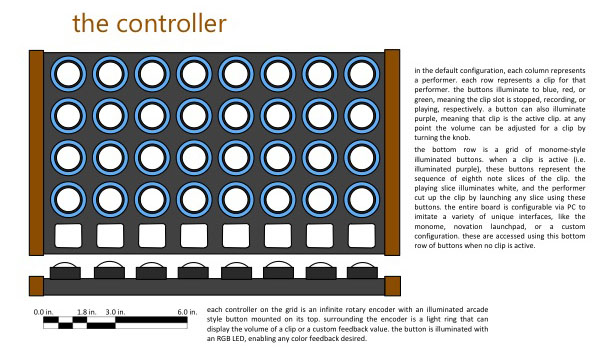 the controller
in the default configuration, each column represents
a performer. each row represents a clip for that
performer. the buttons illuminate to blue, red, or
green, meaning the clip slot is stopped, recording, or
playing, respectively. a button can also illuminate
purple, meaning that clip is the active clip. at any
point the volume can be adjusted for a clip by
turning the knob.
the bottom row is a grid of monome-style
illuminated buttons. when a clip is active (i.e.
illuminated purple), these buttons represent the
sequence of eighth note slices of the clip. the
playing slice illuminates white, and the performer
cut up the clip by launching any slice using these
buttons. the entire board is configurable via PC to
imitate a variety of unique interfaces, like the
monome, novation launchpad, or a custom
configuration. these are accessed using this bottom
row of buttons when no clip is active.
0.0 in. 1.8 in. 3.0 in. 6.0 in.
each controller on the grid is an infinite rotary encoder with an illuminated arcade
style button mounted on its top. surrounding the encoder is a light ring that can
display the volume of a clip or a custom feedback value. the button is illuminated with
an RGB LED, enabling any color feedback desired.